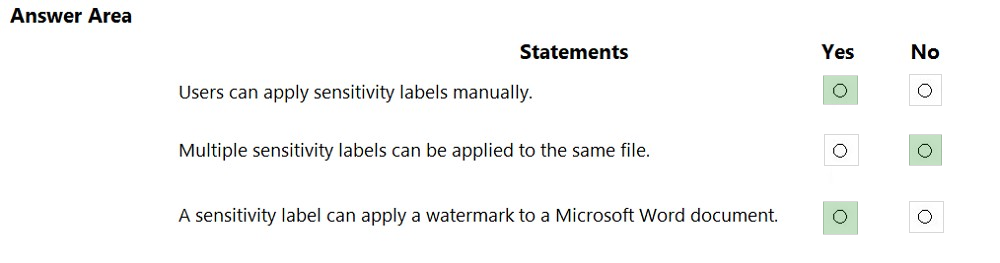 Answer Area
Statements Yes No
Users can apply sensitivity labels manually.
Multiple sensitivity labels can be applied to the same file.
A sensitivity label can apply a watermark to a Microsoft Word document.